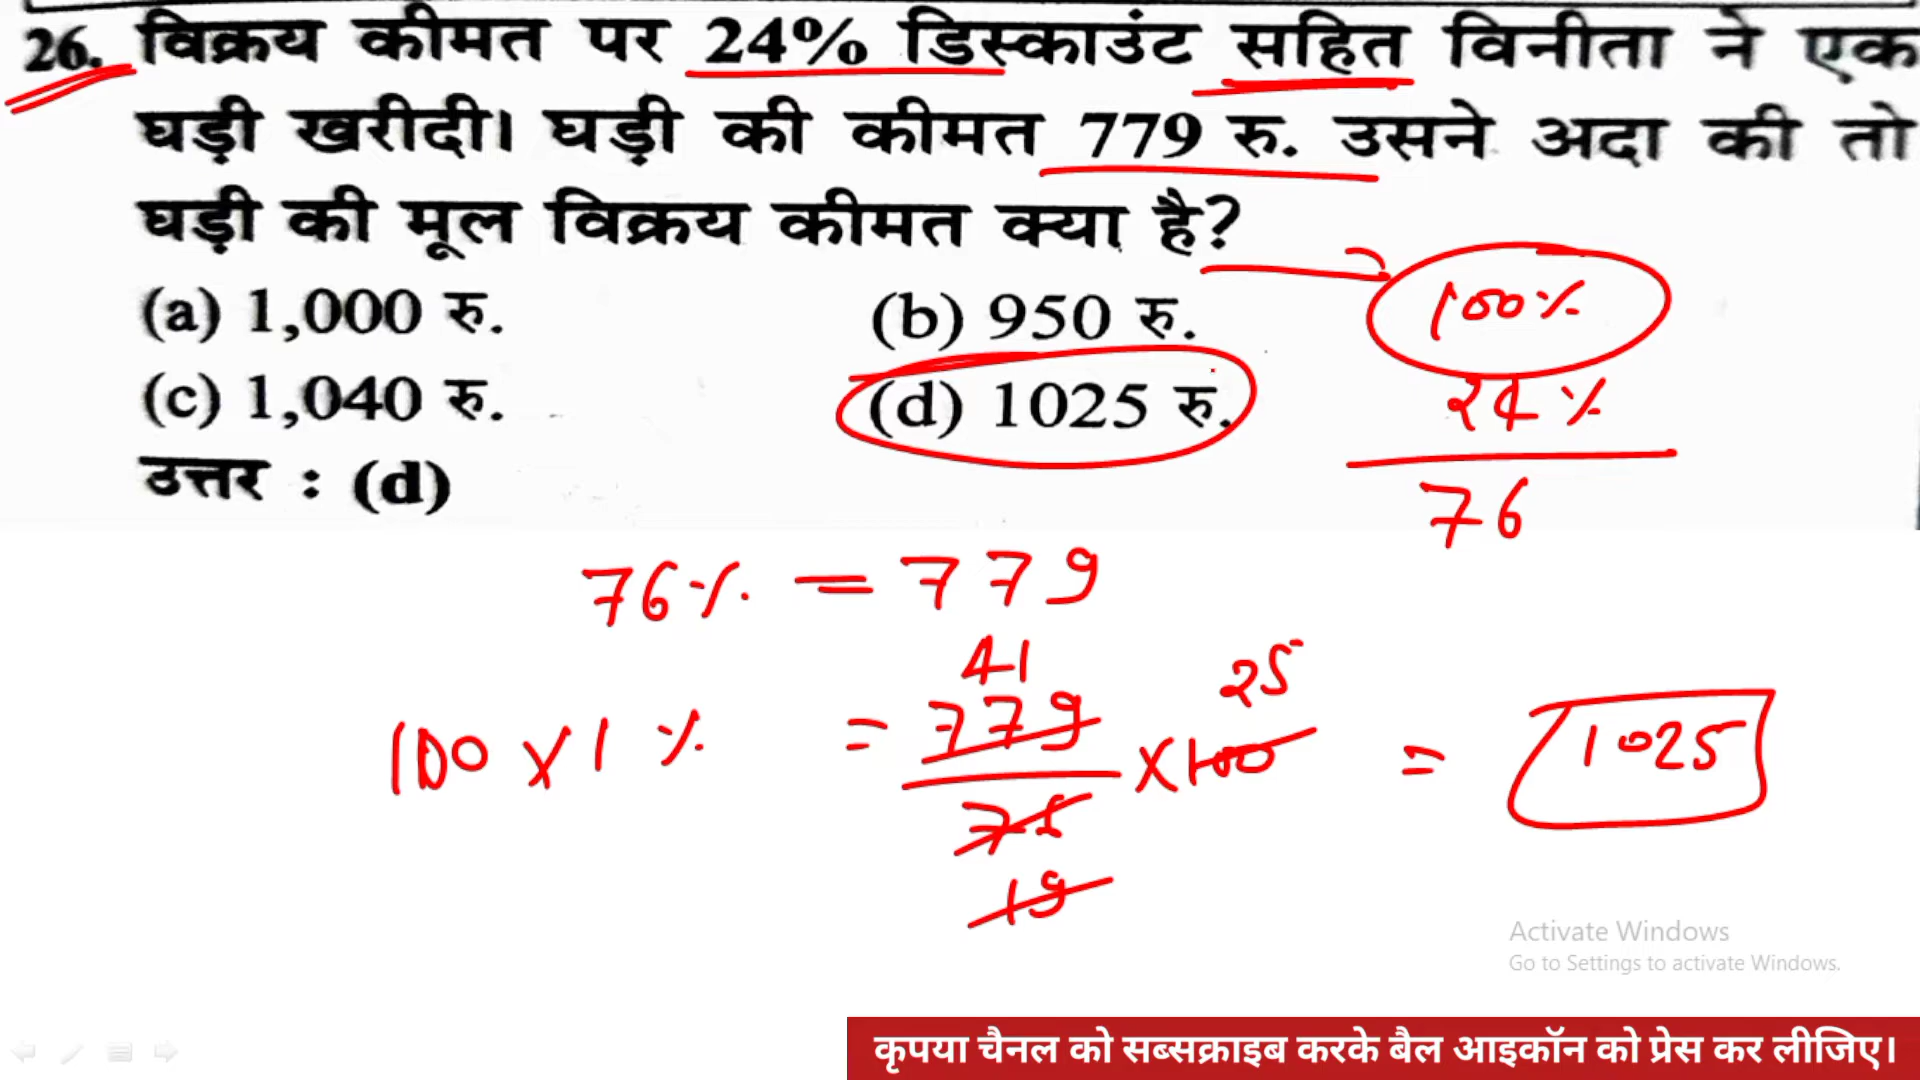 26. विक्रय कीमत पर 24% डिस्काउंट सहित विनीता ने एक
घड़ी खरीदी। घड़ी की कीमत 779 रु. उसने अदा की तो
घड़ी की मूल विक्रय कीमत क्या है?
(a) 1,000 रु. (b) 950 रु.
(c) 1,040 रु. (d) 1025 रु.
उत्तर : (d)
100%
24%
76
76% = 779
41
25
100 x 1 % = 779 x 100 = 1025
76
19
Activate Windows
Go to Settings to activate Windows.
कृपया चैनल को सब्सक्राइब करके बैल आइकॉन को प्रेस कर लीजिए।